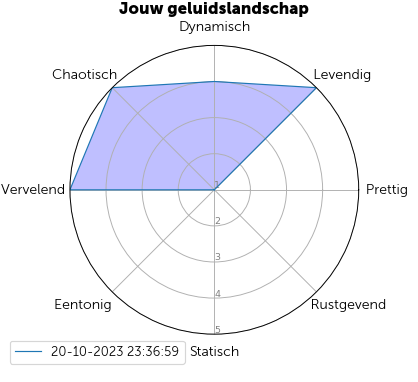 Jouw geluidslandschap
Dynamisch
Chaotisch
Levendig
Vervelend
1
Prettig
2
3
4
Eentonig
Rustgevend
5
20-10-2023 23:36:59
Statisch